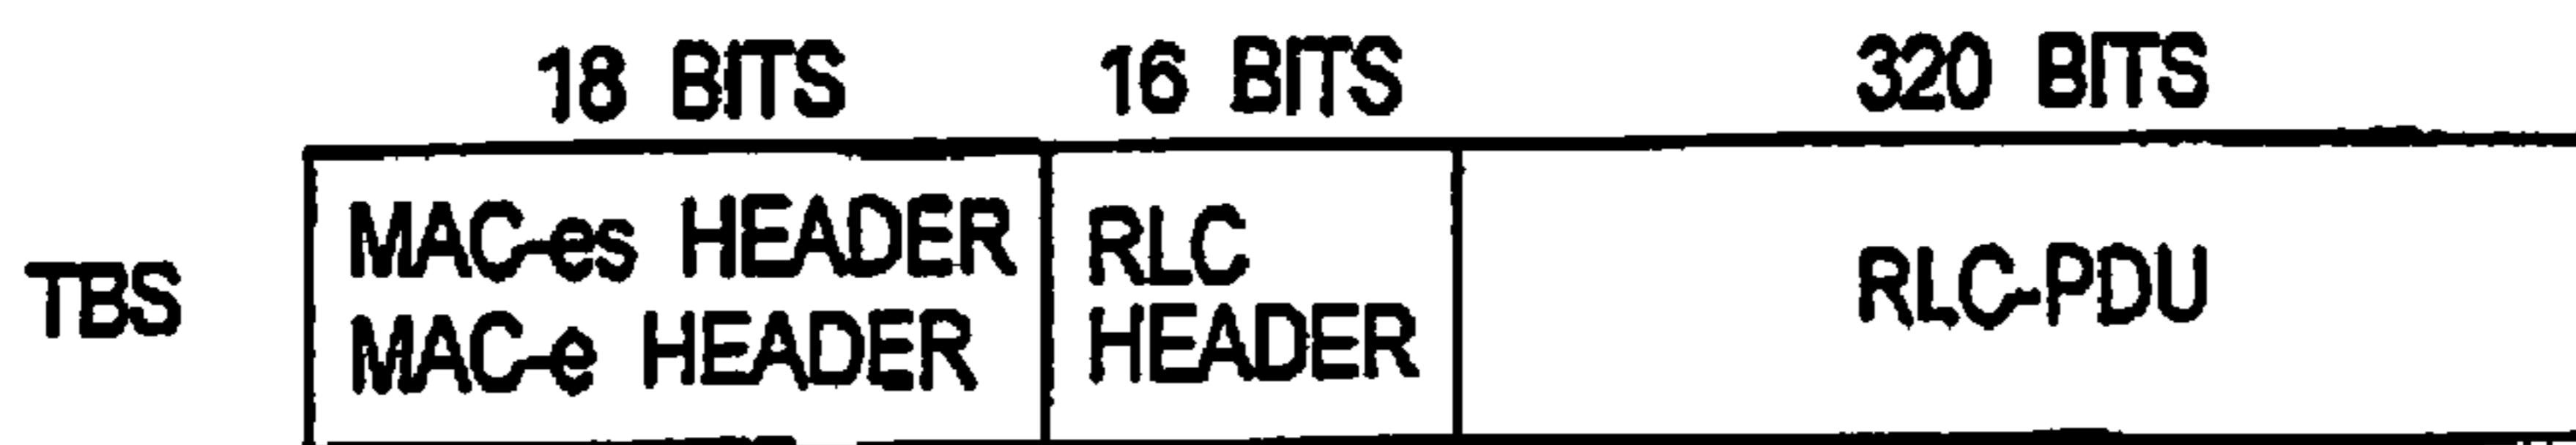 18 BITS 16 BITS 320 BITS
TBS
MAC-es HEADER
MAC-e HEADER
RLC
HEADER
RLC-PDU